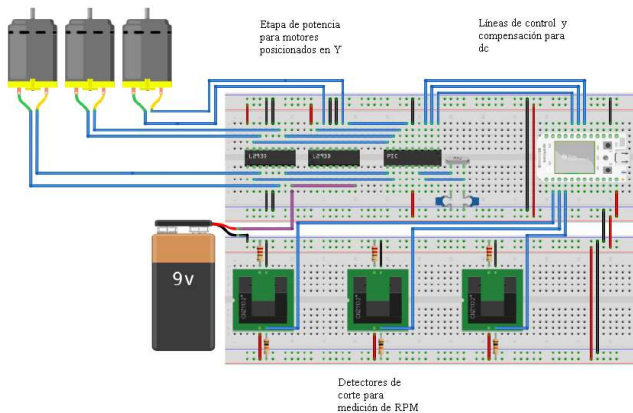 Etapa de potencia
para motores
posicionados en Y
Líneas de control y
compensación para
dc
L293D
L293D
PIC
9v
Detectores de
corte para
medición de RPM